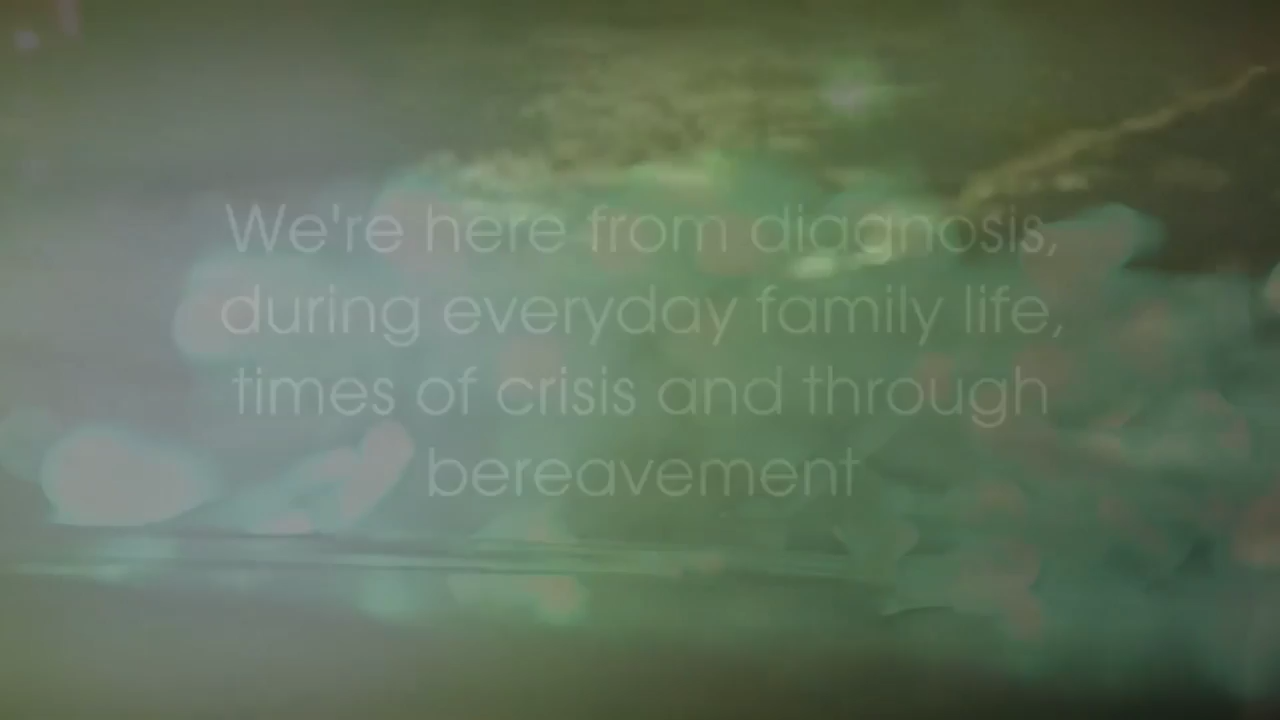 We're here from diagnosis,
during everyday family life,
times of crisis and through
bereavement